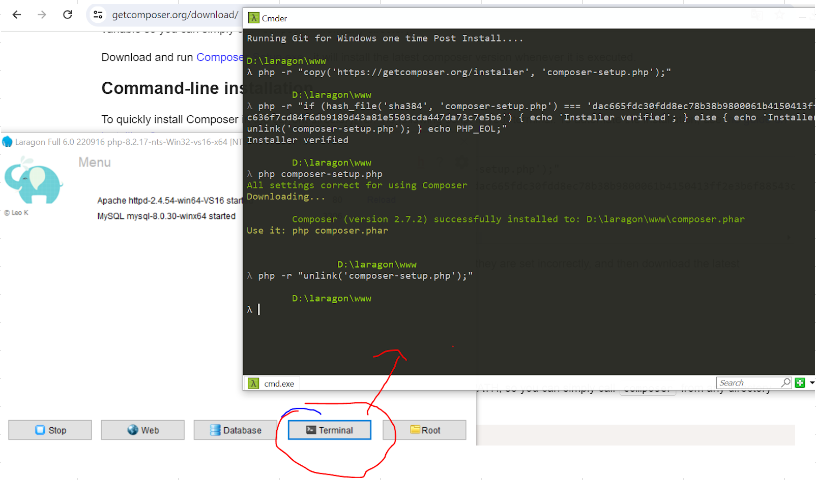 getcomposer.org/download/
Download and run Compose
Command-line insta
To quickly install Composer
Laragon Full 6.0 220916 php-8.2.17-nts-Win32-vs16-x64 [NT
Menu
© Leo K
Apache httpd-2.4.54-win64-VS16 start
MySQL mysql-8.0.30-winx64 started
Stop
Web
Database
Terminal
Root
Cmder
Running Git for Windows one time Post Install....
D:\laragon\www
λ php -r "copy('https://getcomposer.org/installer', 'composer-setup.php');"
D:\laragon\www
λ php -r "if (hash_file('sha384', 'composer-setup.php') === 'dac665fdc30fdd8ec78b38b9800061b4150413f
c636f7cd84f6db9189d43a81e5503cda447da73c7e5b6') { echo 'Installer verified'; } else { echo 'Installe
unlink('composer-setup.php'); } echo PHP_EOL;"
Installer verified
D:\laragon\www
λ php composer-setup.php
All settings correct for using Composer
Downloading...
Composer (version 2.7.2) successfully installed to: D:\laragon\www\composer.phar
Use it: php composer.phar
D:\laragon\www
λ php -r "unlink('composer-setup.php');"
D:\laragon\www
λ
cmd.exe
Search
, so you can simply call composer from any directory